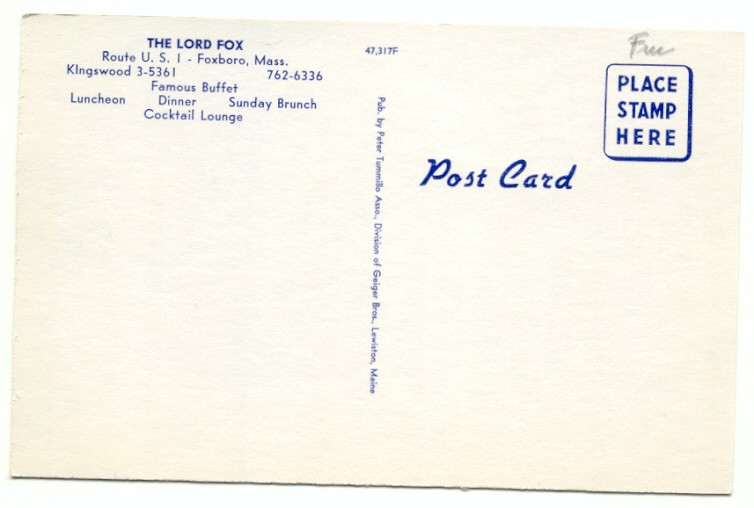 THE LORD FOX
Route U. S. 1 - Foxboro, Mass.
KIngswood 3-5361 762-6336
Famous Buffet
Luncheon Dinner Sunday Brunch
Cocktail Lounge
47,317F
Pub. by Peter Tummillo Asso., Division of Geiger Bros., Lewiston, Maine
Free
PLACE
STAMP
HERE
Post Card